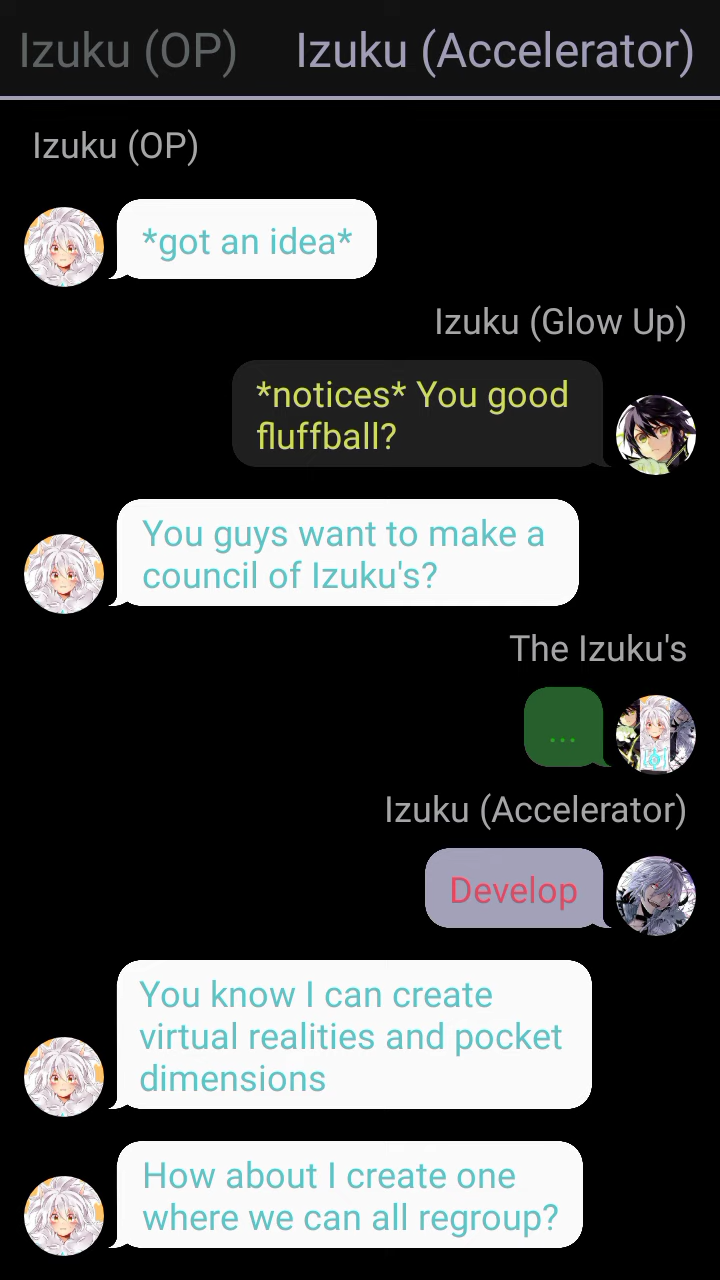 Izuku (OP) Izuku (Accelerator)
Izuku (OP)
*got an idea*
Izuku (Glow Up)
*notices* You good
fluffball?
You guys want to make a
council of Izuku's?
The Izuku's
...
Izuku (Accelerator)
Develop
You know I can create
virtual realities and pocket
dimensions
How about I create one
where we can all regroup?